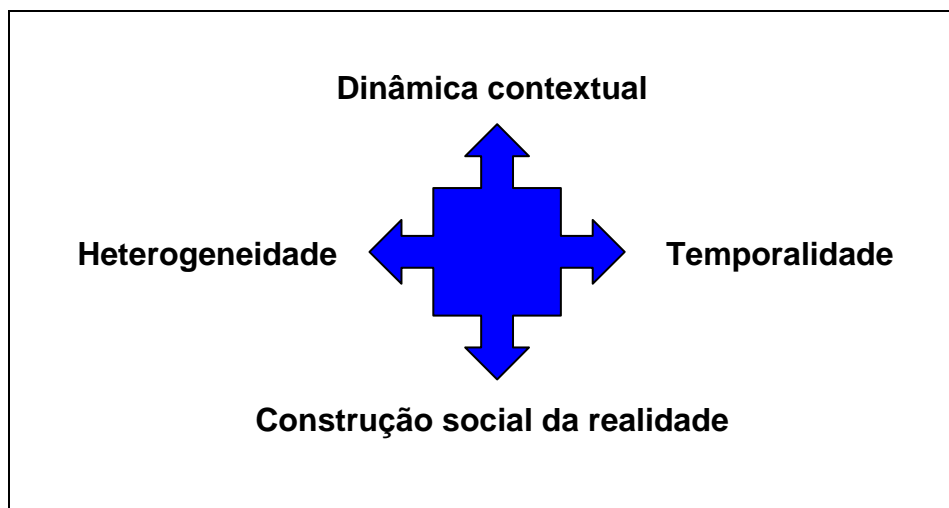 Dinâmica contextual
Heterogeneidade
Temporalidade
Construção social da realidade